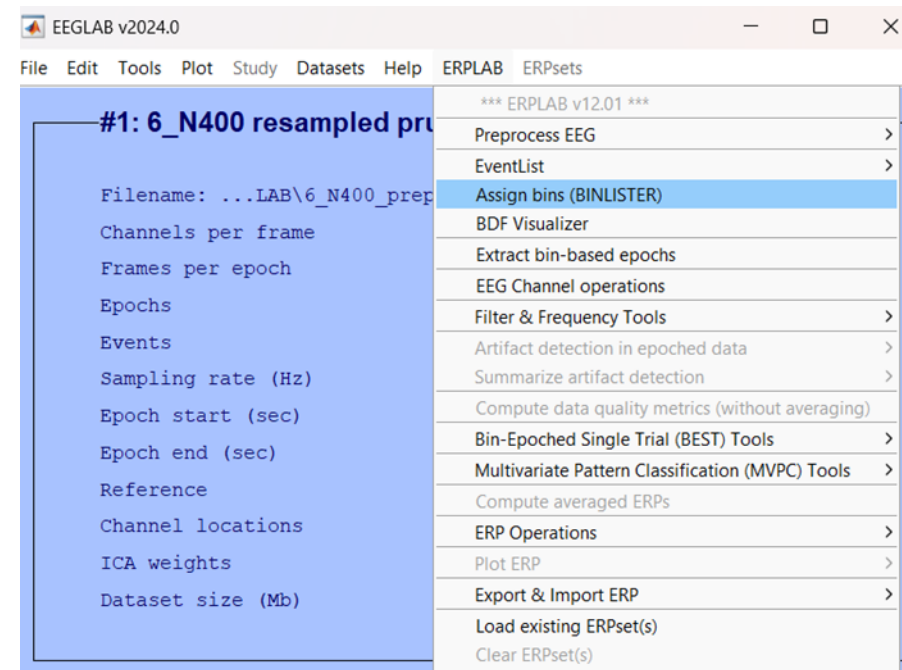 EEGLAB v2024.0
File Edit Tools Plot Study Datasets Help ERPLAB ERPsets
#1: 6_N400 resampled pru
Filename: ...LAB\6_N400_prep
Channels per frame
Frames per epoch
Epochs
Events
Sampling rate (Hz)
Epoch start (sec)
Epoch end (sec)
Reference
Channel locations
ICA weights
Dataset size (Mb)
*** ERPLAB v12.01 ***
Preprocess EEG >
EventList >
Assign bins (BINLISTER)
BDF Visualizer
Extract bin-based epochs
EEG Channel operations
Filter & Frequency Tools >
Artifact detection in epoched data >
Summarize artifact detection >
Compute data quality metrics (without averaging)
Bin-Epoched Single Trial (BEST) Tools >
Multivariate Pattern Classification (MVPC) Tools >
Compute averaged ERPs
ERP Operations >
Plot ERP >
Export & Import ERP >
Load existing ERPset(s)
Clear ERPset(s)